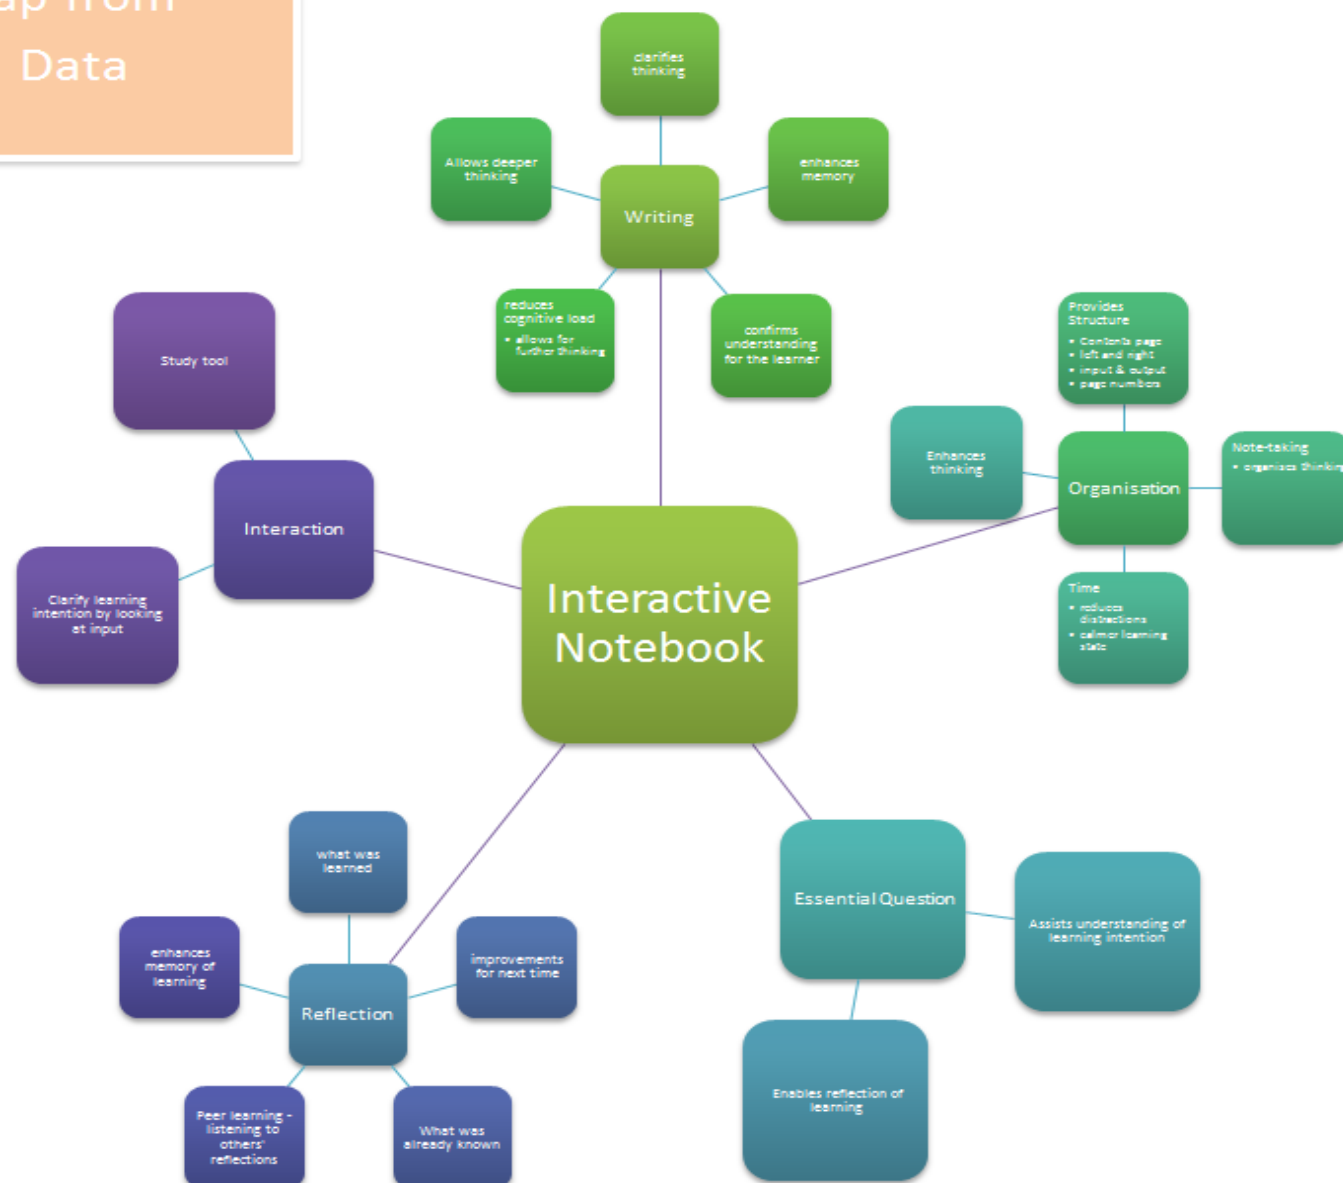 ap from
Data
clarifies
thinking
Allows deeper
thinking
enhances
memory
Writing
reduces
cognitive load
• allows for
further thinking
confirms
understanding
for the learner
Provides
Structure
• Contents page
• left and right
• input & output
• page numbers
Study tool
Enhances
thinking
Organisation
Note-taking
• organises thinking
Interaction
Clarify learning
intention by looking
at input
Time
• reduces
distractions
• calmer learning
state
Interactive
Notebook
what was
learned
enhances
memory of
learning
improvements
for next time
Reflection
Peer learning -
listening to
others'
reflections
What was
already known
Essential Question
Assists understanding of
learning intention
Enables reflection of
learning